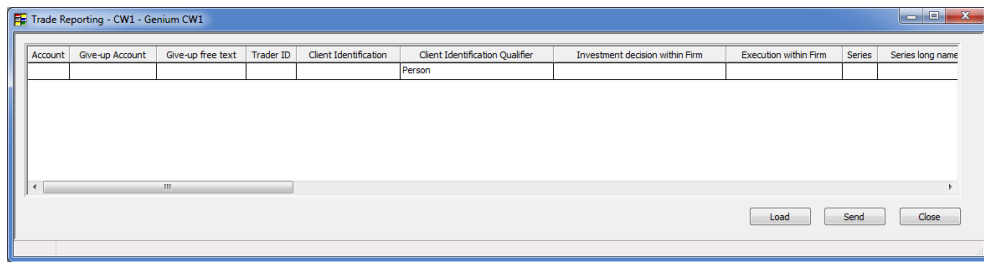 Trade Reporting - CW1 - Genium CW1
Account Give-up Account Give-up free text Trader ID Client Identification Client Identification Qualifier Investment decision within Firm Execution within Firm Series Series long name
Person
Load Send Close